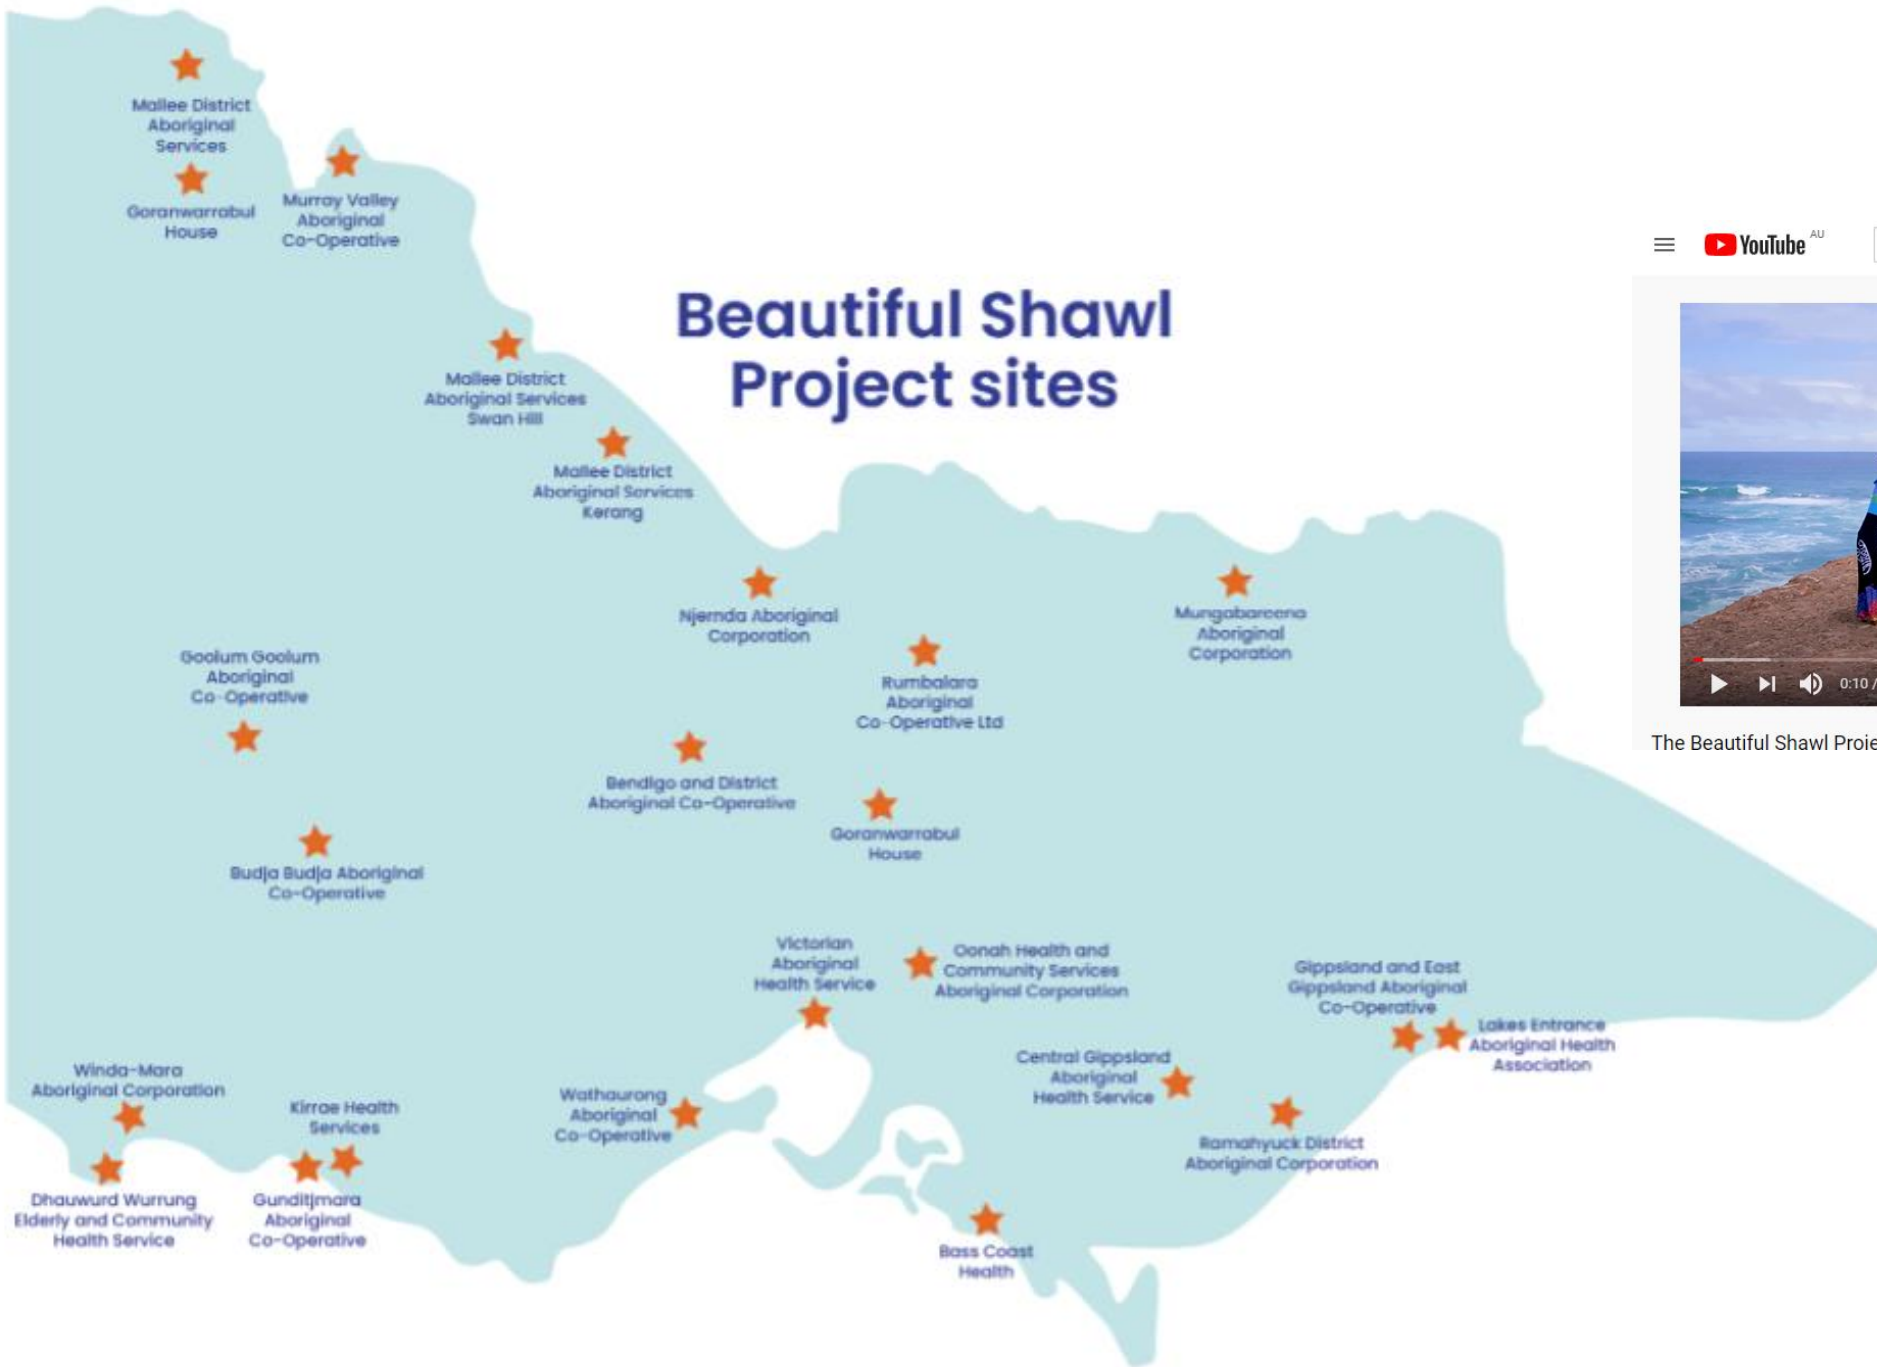 Mallee District
Aboriginal
Services
Goranwarrabul
House
Murray Valley
Aboriginal
Co-Operative
Beautiful Shawl
Project sites
Mallee District
Aboriginal Services
Swan Hill
Mallee District
Aboriginal Services
Kerang
Njernda Aboriginal
Corporation
Mungabareena
Aboriginal
Corporation
Goolum Goolum
Aboriginal
Co-Operative
Rumbalara
Aboriginal
Co-Operative Ltd
Bendigo and District
Aboriginal Co-Operative
Goranwarrabul
House
Budja Budja Aboriginal
Co-Operative
Victorian
Aboriginal
Health Service
Oonah Health and
Community Services
Aboriginal Corporation
Gippsland and East
Gippsland Aboriginal
Co-Operative
Lakes Entrance
Aboriginal Health
Association
Central Gippsland
Aboriginal
Health Service
Ramahyuck District
Aboriginal Corporation
Winda-Mara
Aboriginal Corporation
Kirrae Health
Services
Wathaurong
Aboriginal
Co-Operative
Dhauwurd Wurrung
Elderly and Community
Health Service
Gunditjmara
Aboriginal
Co-Operative
Bass Coast
Health
YouTube AU
0:10 /
The Beautiful Shawl Proje